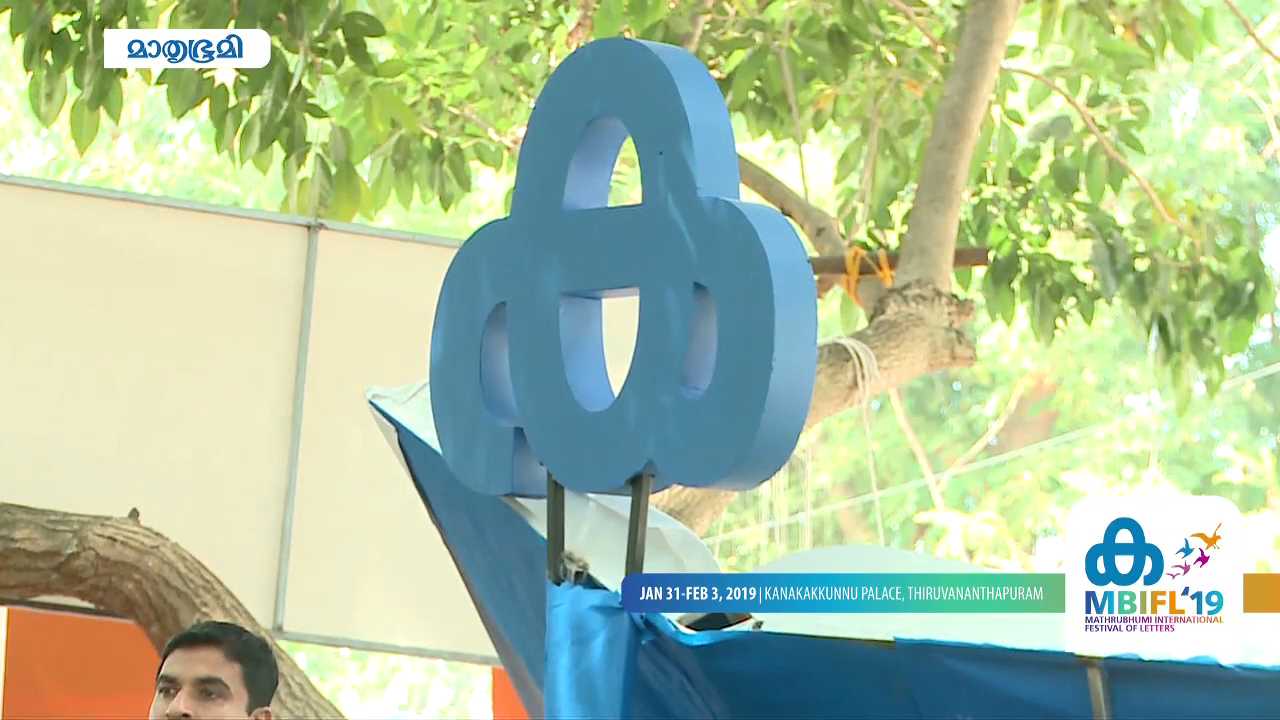 മാതൃഭൂമി
ക
JAN 31-FEB 3, 2019 | KANAKAKKUNNU PALACE, THIRUVANANTHAPURAM
ക
MBIFL'19
MATHRUBHUMI INTERNATIONAL
FESTIVAL OF LETTERS